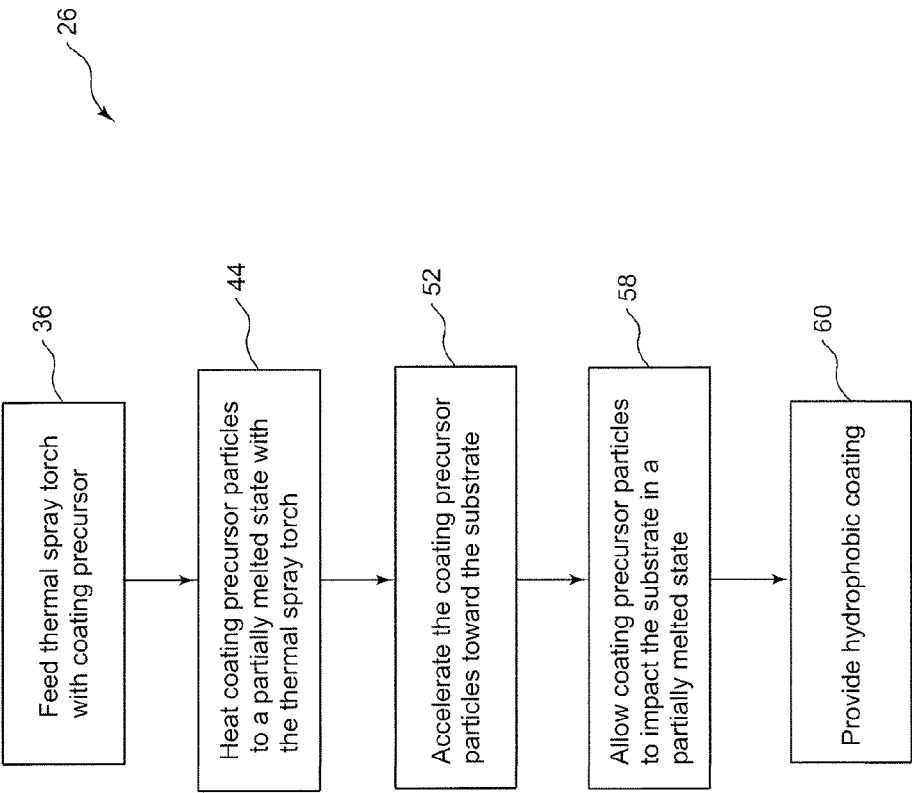 26
36
Feed thermal spray torch
with coating precursor
44
Heat coating precursor particles
to a partially melted state with
the thermal spray torch
52
Accelerate the coating precursor
particles toward the substrate
58
Allow coating precursor particles
to impact the substrate in a
partially melted state
60
Provide hydrophobic coating